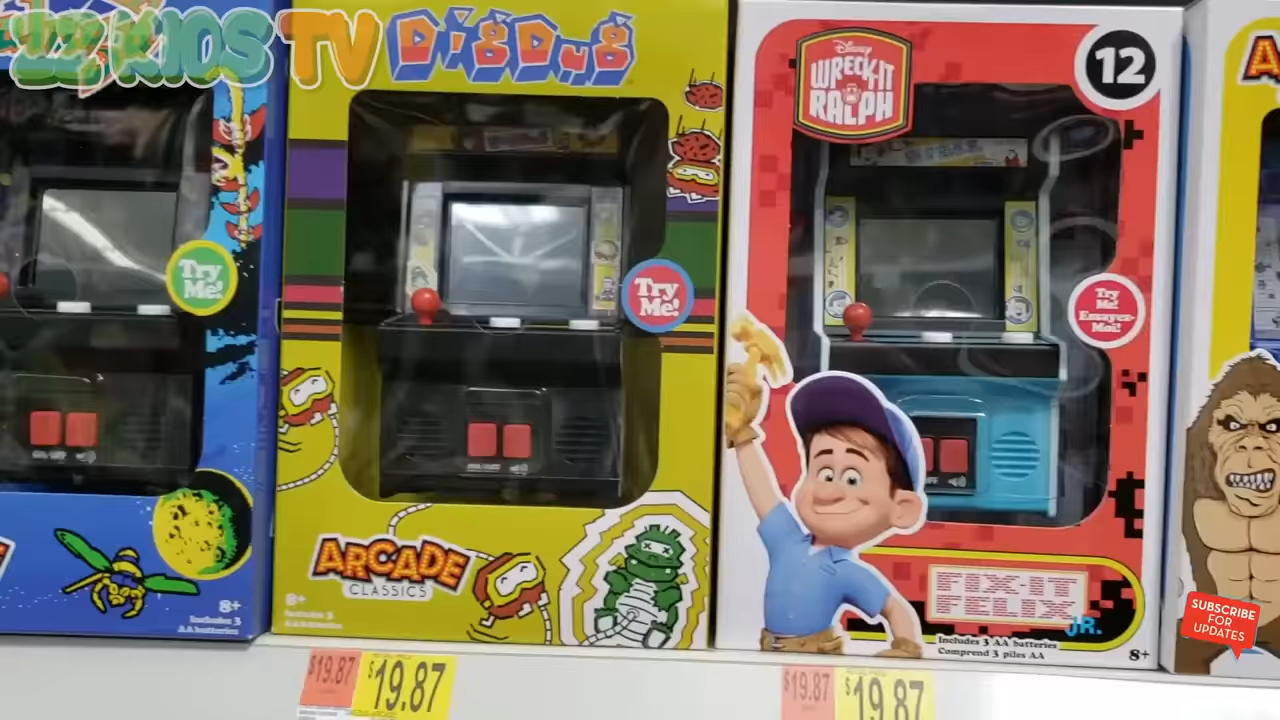 KIDS TV
DiGDuG
Disney
WRECK-IT
RALPH
12
Try
Me!
Try
Me!
Try
Me!
Essayez-
Moi!
ARCADE
CLASSICS
8+
8+
Includes 3
AA batteries
FIX-IT
FELIX
JR.
Includes 3 AA batteries
Comprend 3 piles AA
8+
SUBSCRIBE
FOR
UPDATES
$19.87
$19.87
$19.87
$19.87